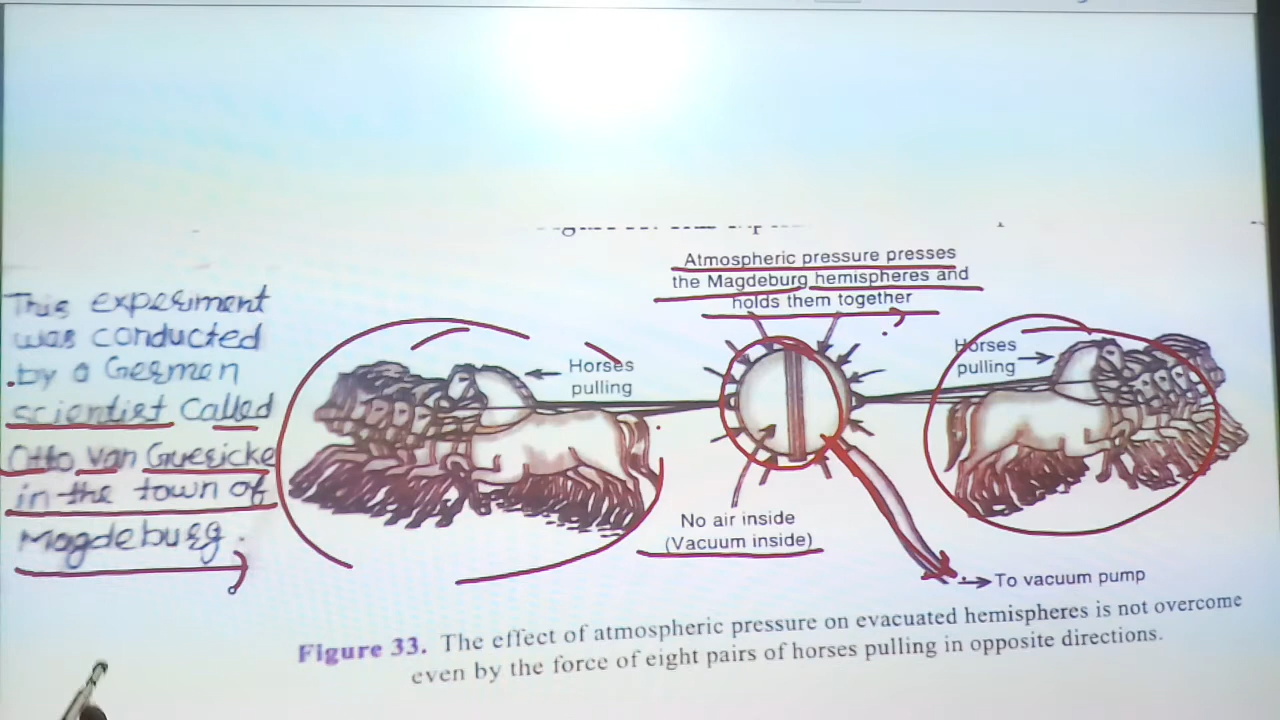 This experiment
was conducted
by a German
scientist Called
Otto van Guericke
in the town of
Magdeburg.
Atmospheric pressure presses
the Magdeburg hemispheres and
holds them together
Horses
pulling
Horses
pulling
No air inside
(Vacuum inside)
To vacuum pump
Figure 33. The effect of atmospheric pressure on evacuated hemispheres is not overcome
even by the force of eight pairs of horses pulling in opposite directions.